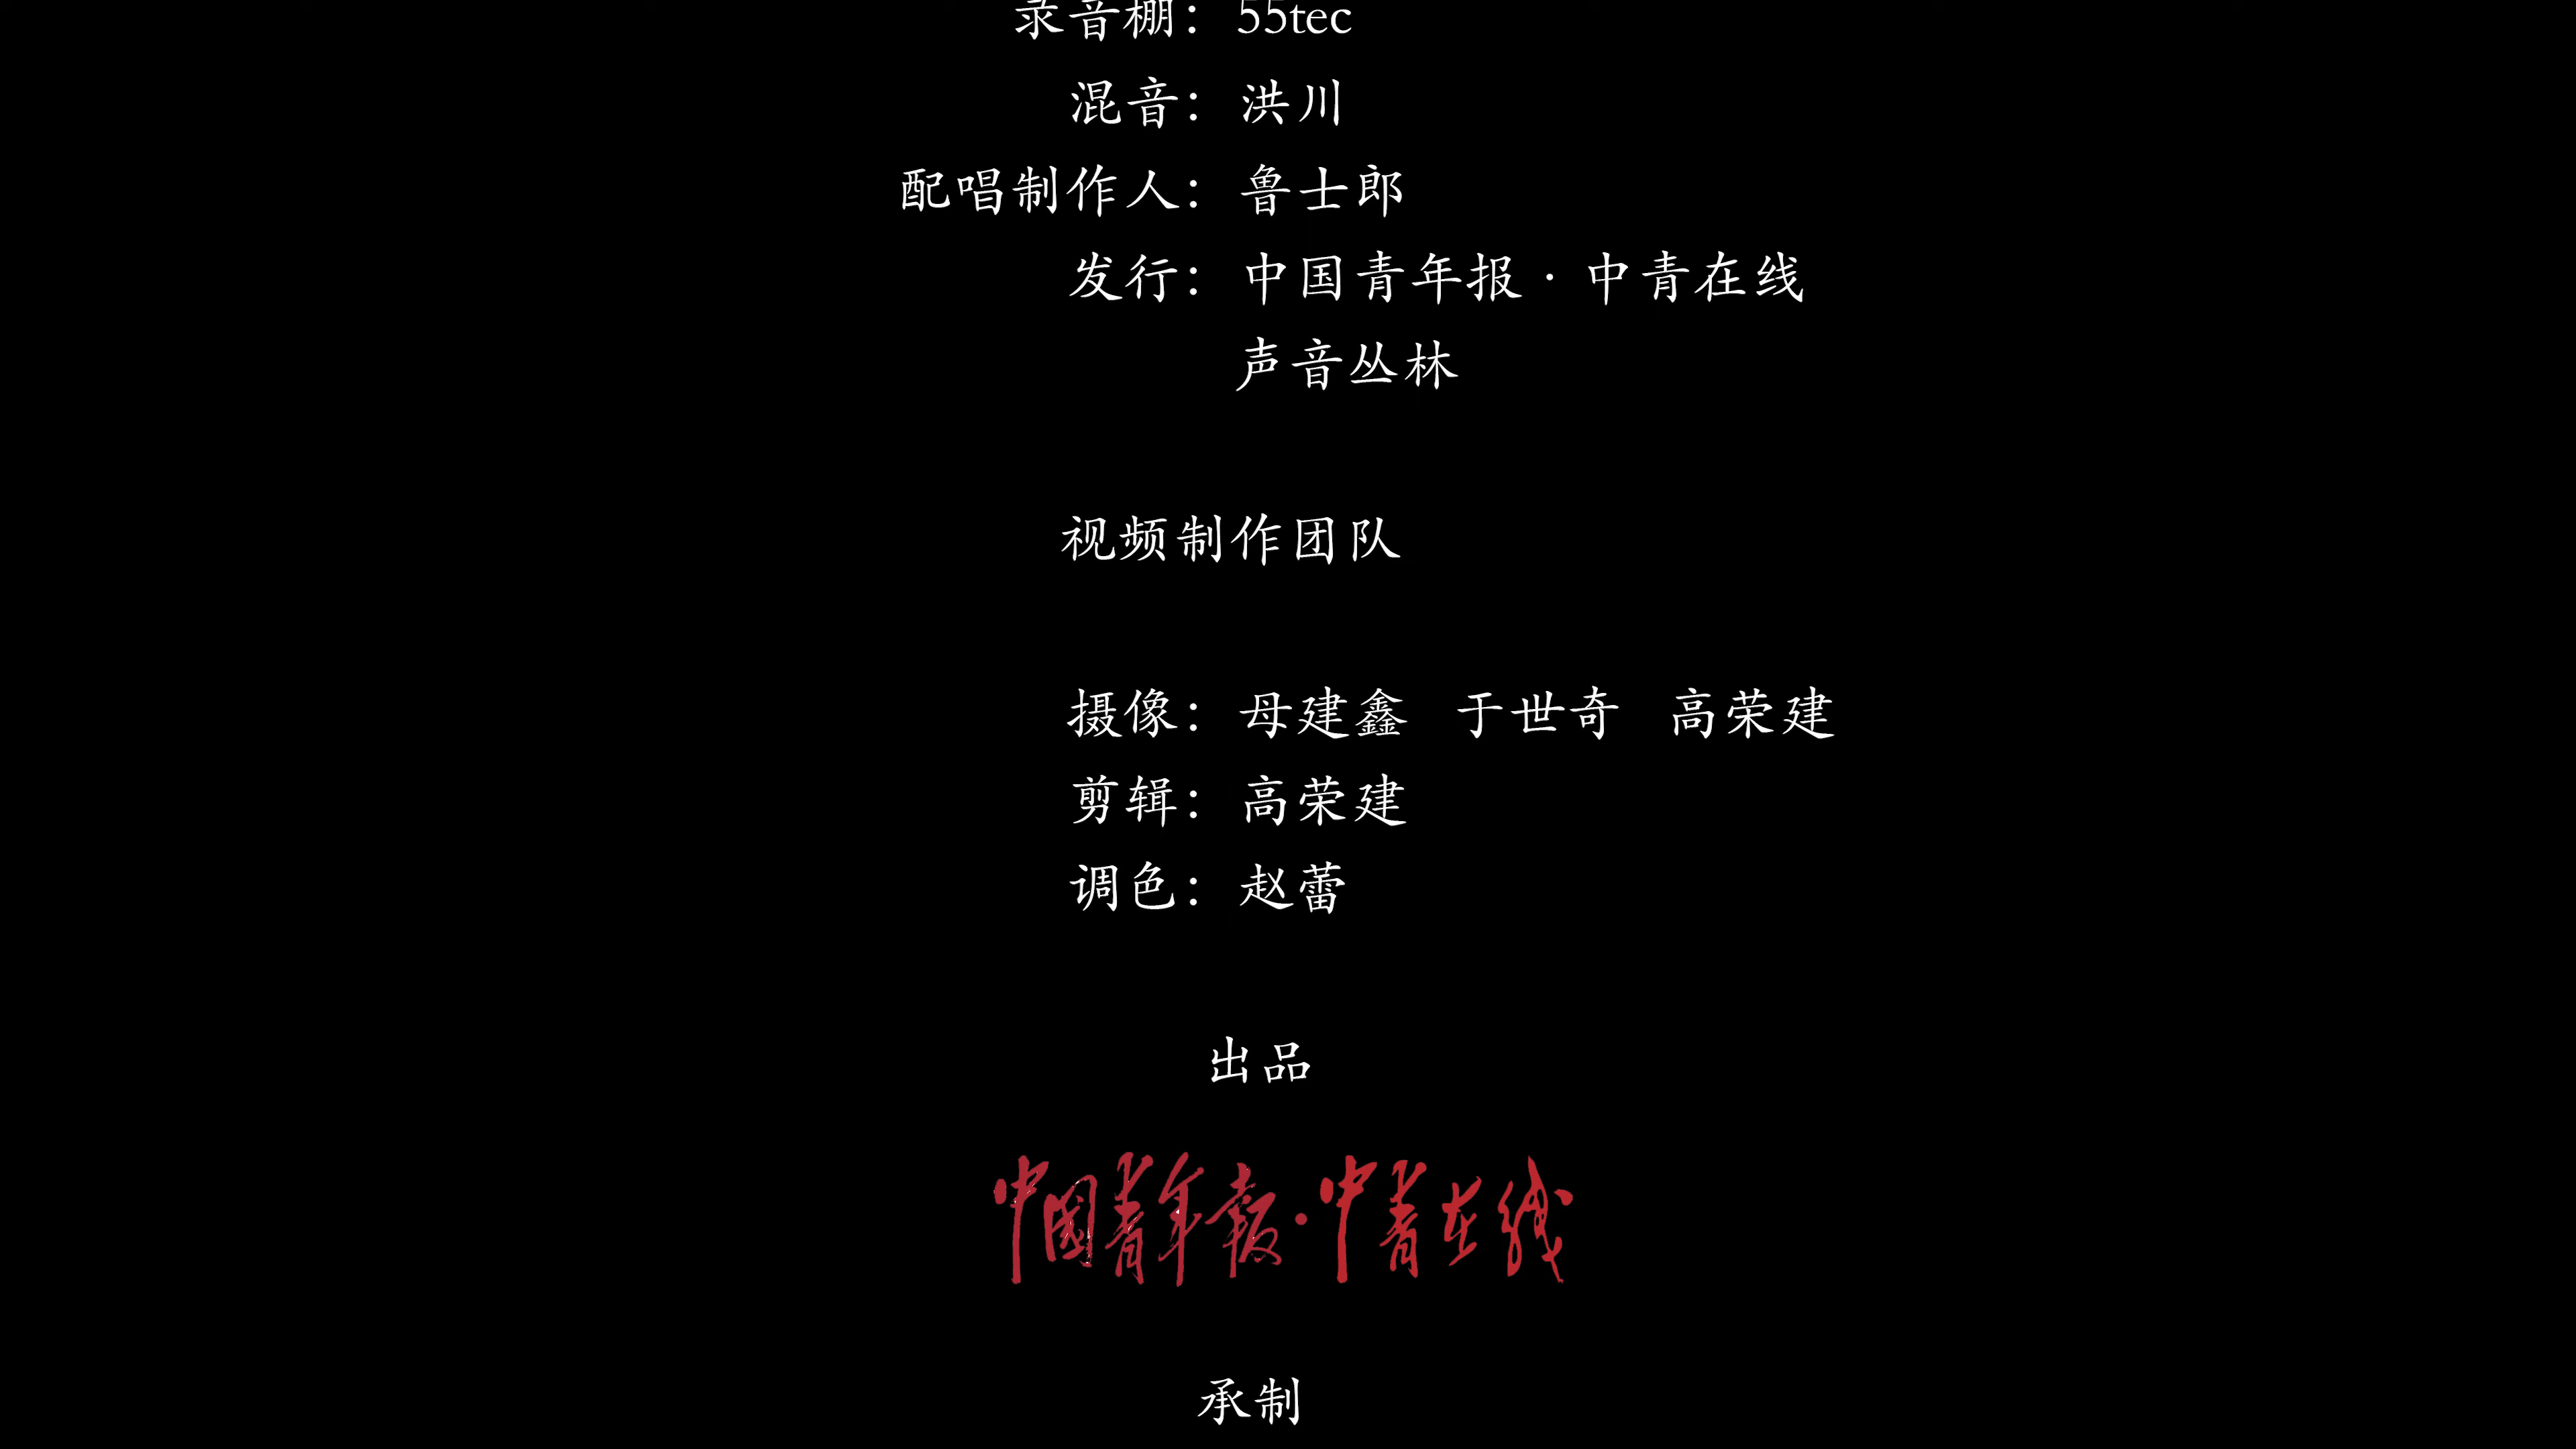 录音棚：55tec
混音：洪川
配唱制作人：鲁士郎
发行：中国青年报·中青在线
声音丛林
视频制作团队
摄像：母建鑫 于世奇 高荣建
剪辑：高荣建
调色：赵蕾
出品
中國青年報·中青在线
承制